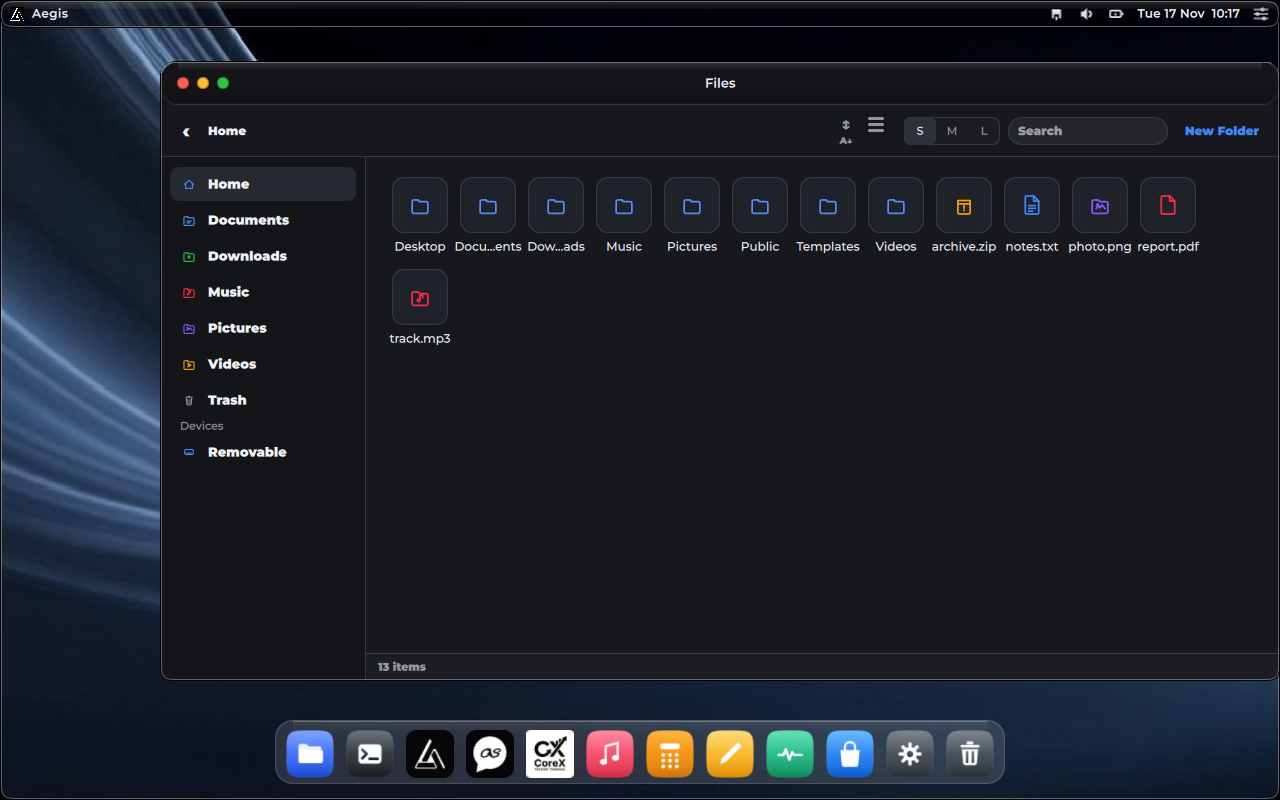 Aegis
Tue 17 Nov 10:17
Files
Home
A
S M L
Search
New Folder
Home
Documents
Downloads
Music
Pictures
Videos
Trash
Devices
Removable
Desktop Docu...ents Dow...ads Music Pictures Public Templates Videos archive.zip notes.txt photo.png report.pdf
track.mp3
13 items
as
CX
CoreX